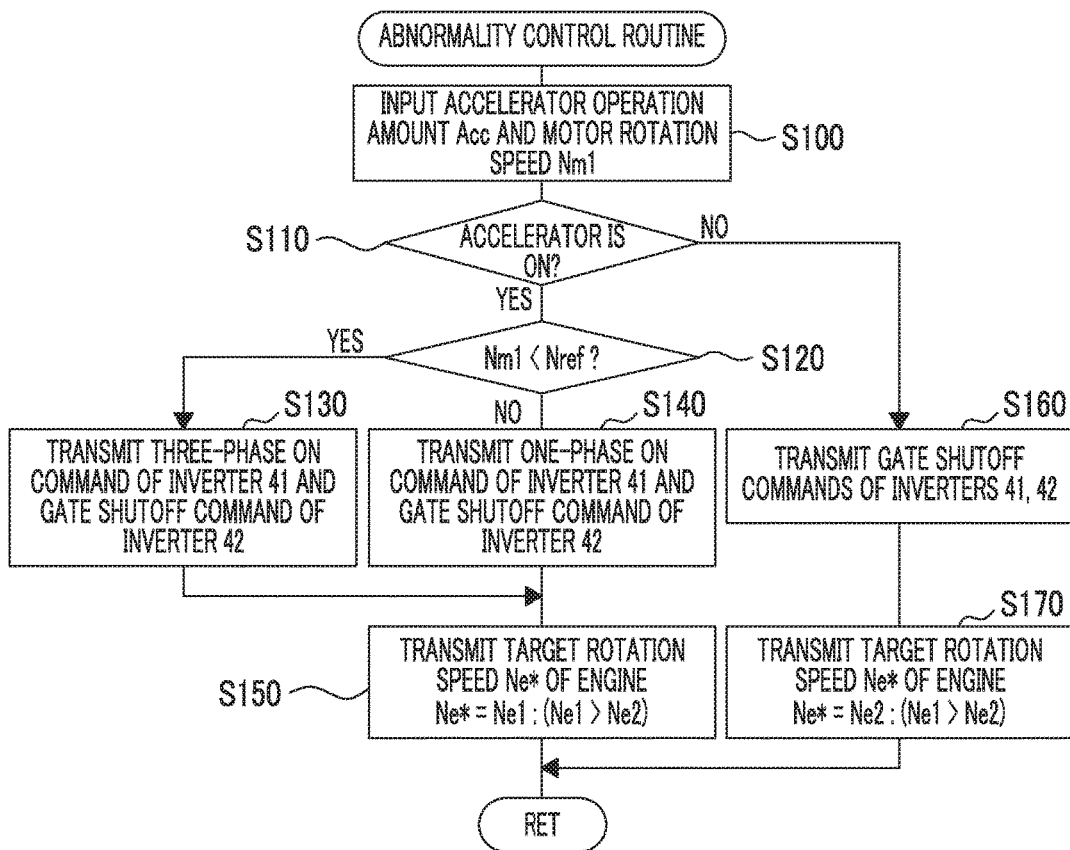 ABNORMALITY CONTROL ROUTINE
INPUT ACCELERATOR OPERATION
AMOUNT Acc AND MOTOR ROTATION
SPEED Nm1
S100
S110
ACCELERATOR IS
ON?
NO
YES
YES
Nm1 < Nref ?
S120
NO
S130
TRANSMIT THREE-PHASE ON
COMMAND OF INVERTER 41 AND
GATE SHUTOFF COMMAND OF
INVERTER 42
S140
TRANSMIT ONE-PHASE ON
COMMAND OF INVERTER 41 AND
GATE SHUTOFF COMMAND OF
INVERTER 42
S160
TRANSMIT GATE SHUTOFF
COMMANDS OF INVERTERS 41, 42
S150
TRANSMIT TARGET ROTATION
SPEED Ne* OF ENGINE
Ne* = Ne1 : (Ne1 > Ne2)
S170
TRANSMIT TARGET ROTATION
SPEED Ne* OF ENGINE
Ne* = Ne2 : (Ne1 > Ne2)
RET